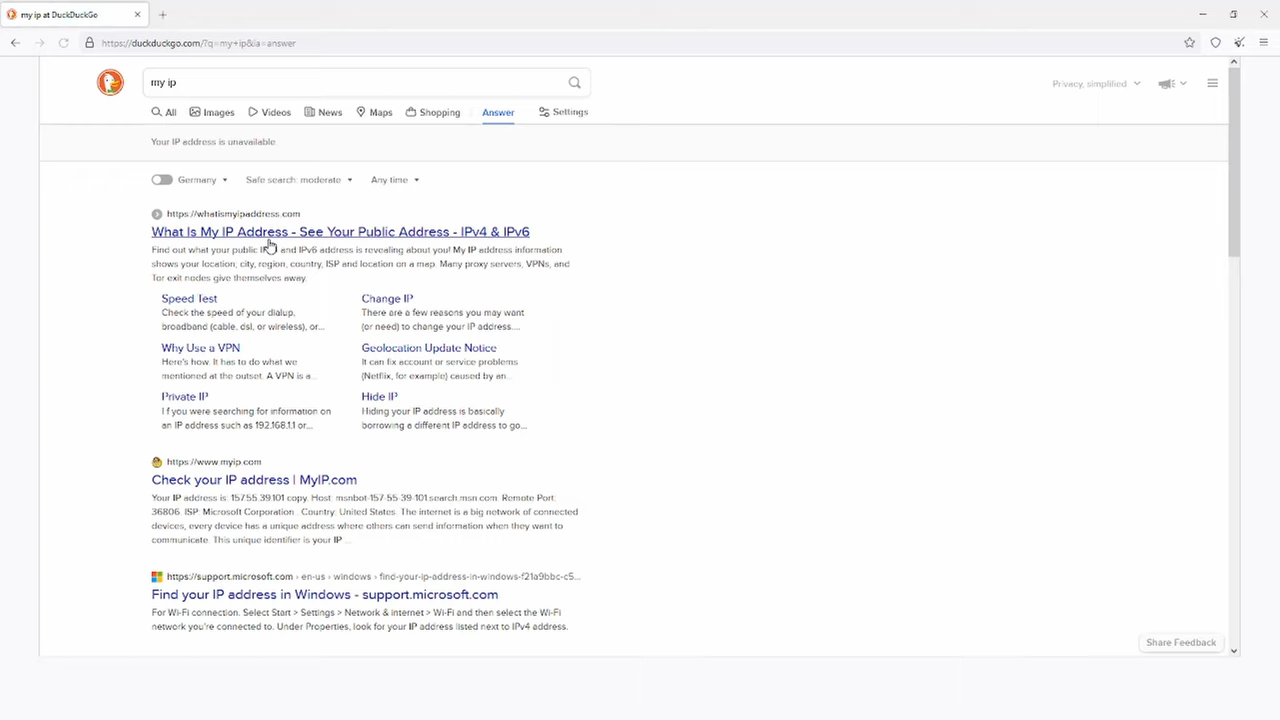 my ip at DuckDuckGo
https://duckduckgo.com/?q=my+ip&ia=answer
my ip
Privacy, simplified
All Images Videos News Maps Shopping Answer Settings
Your IP address is unavailable
Germany Safe search: moderate Any time
https://whatismyipaddress.com
What Is My IP Address - See Your Public Address - IPv4 & IPv6
Find out what your public and IPv6 address is revealing about you! My IP address information
shows your location; city, region, country, ISP and location on a map. Many proxy servers, VPNs, and
Tor exit nodes give themselves away.
Speed Test
Check the speed of your dialup,
broadband (cable, dsl, or wireless), or...
Change IP
There are a few reasons you may want
(or need) to change your IP address....
Why Use a VPN
Here's how. It has to do what we
mentioned at the outset. A VPN is a...
Geolocation Update Notice
It can fix account or service problems
(Netflix, for example) caused by an...
Private IP
I f you were searching for information on
an IP address such as 192.168.1.1 or...
Hide IP
Hiding your IP address is basically
borrowing a different IP address to go...
https://www.myip.com
Check your IP address | MyIP.com
Your IP address is: 157.55.39.101 copy. Host: msnbot-157-55-39-101.search.msn.com. Remote Port:
36806. ISP: Microsoft Corporation . Country: United States. The internet is a big network of connected
devices, every device has a unique address where others can send information when they want to
communicate. This unique identifier is your IP ...
https://support.microsoft.com › en-us › windows › find-your-ip-address-in-windows-f21a9bbc-c5...
Find your IP address in Windows - support.microsoft.com
For Wi-Fi connection. Select Start > Settings > Network & internet > Wi-Fi and then select the Wi-Fi
network you're connected to. Under Properties, look for your IP address listed next to IPv4 address.
Share Feedback